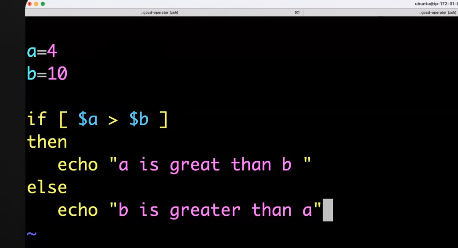 a=4
b=10
if [ $a > $b ]
then
echo "a is great than b "
else
echo "b is greater than a"
~